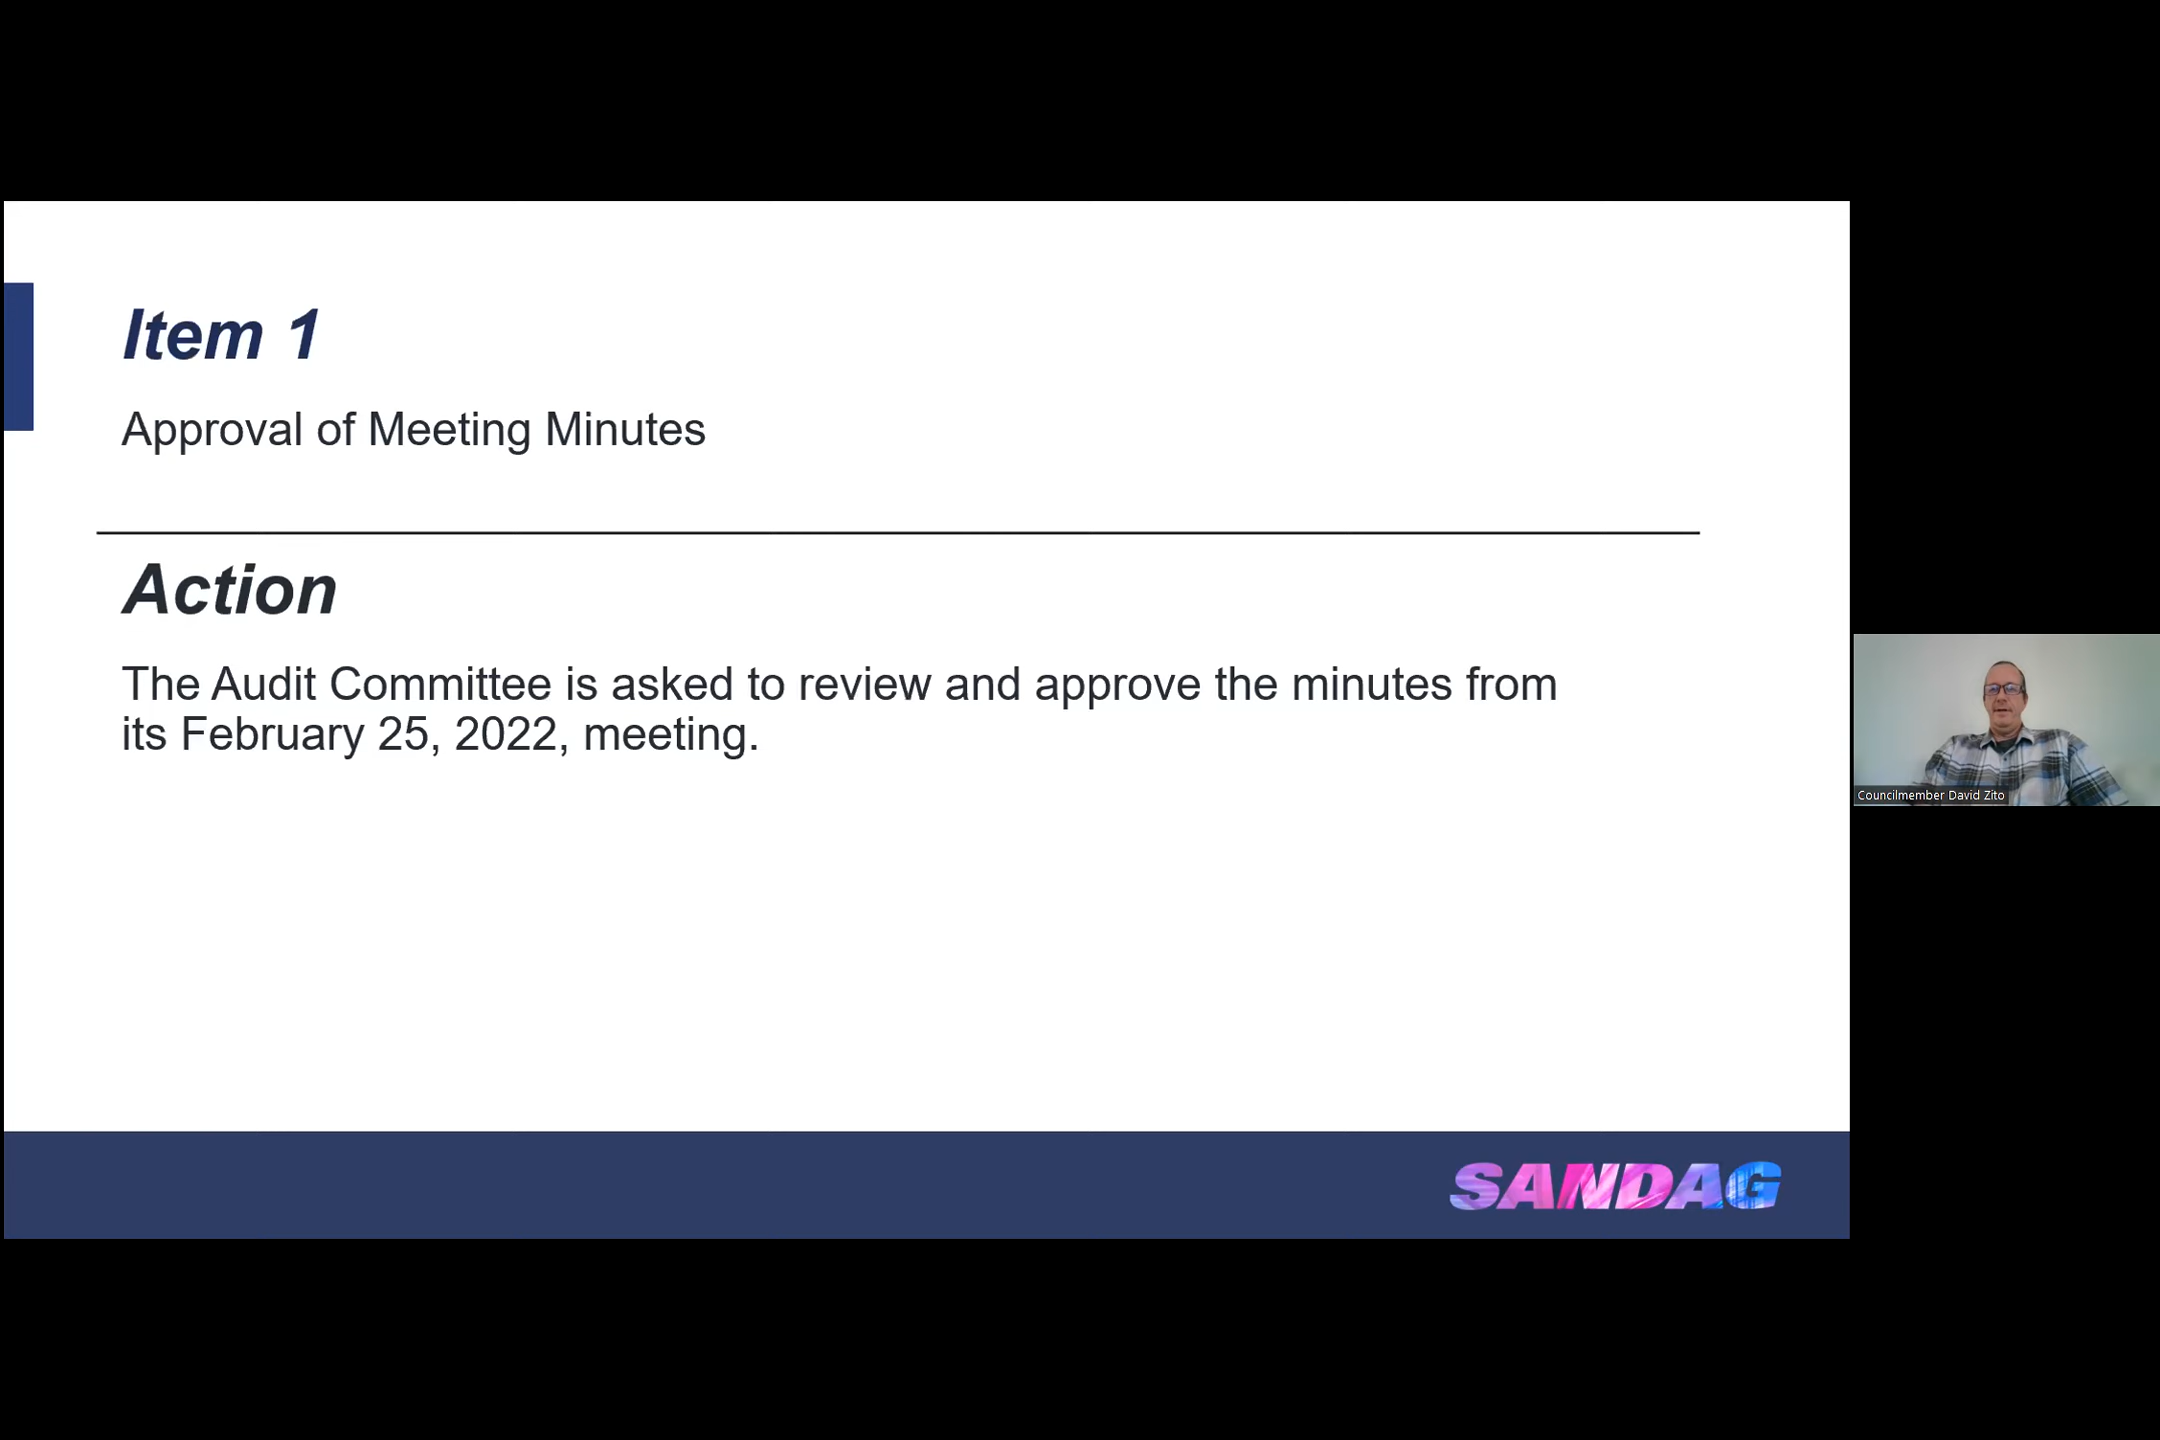 Item 1
Approval of Meeting Minutes
Action
The Audit Committee is asked to review and approve the minutes from
its February 25, 2022, meeting.
Councilmember David Zito
SANDAG